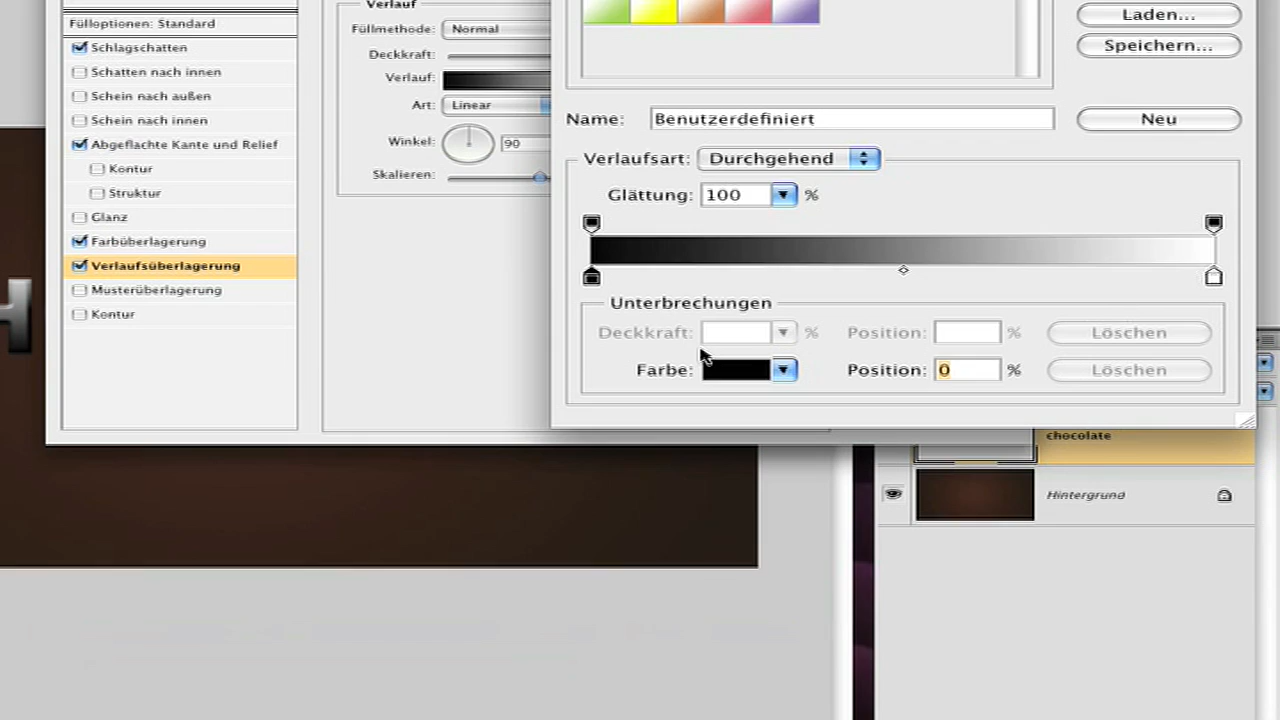 Fülloptionen: Standard
Schlagschatten
Schatten nach innen
Schein nach außen
Schein nach innen
Abgeflachte Kante und Relief
Kontur
Struktur
Glanz
Farbüberlagerung
Verlaufsüberlagerung
Musterüberlagerung
Kontur
Verlauf
Füllmethode: Normal
Deckkraft:
Verlauf:
Art: Linear
Winkel: 90
Skalieren:
Laden...
Speichern...
Name: Benutzerdefiniert
Neu
Verlaufsart: Durchgehend
Glättung: 100 %
Unterbrechungen
Deckkraft: % Position: % Löschen
Farbe: Position: 0 % Löschen
chocolate
Hintergrund
H